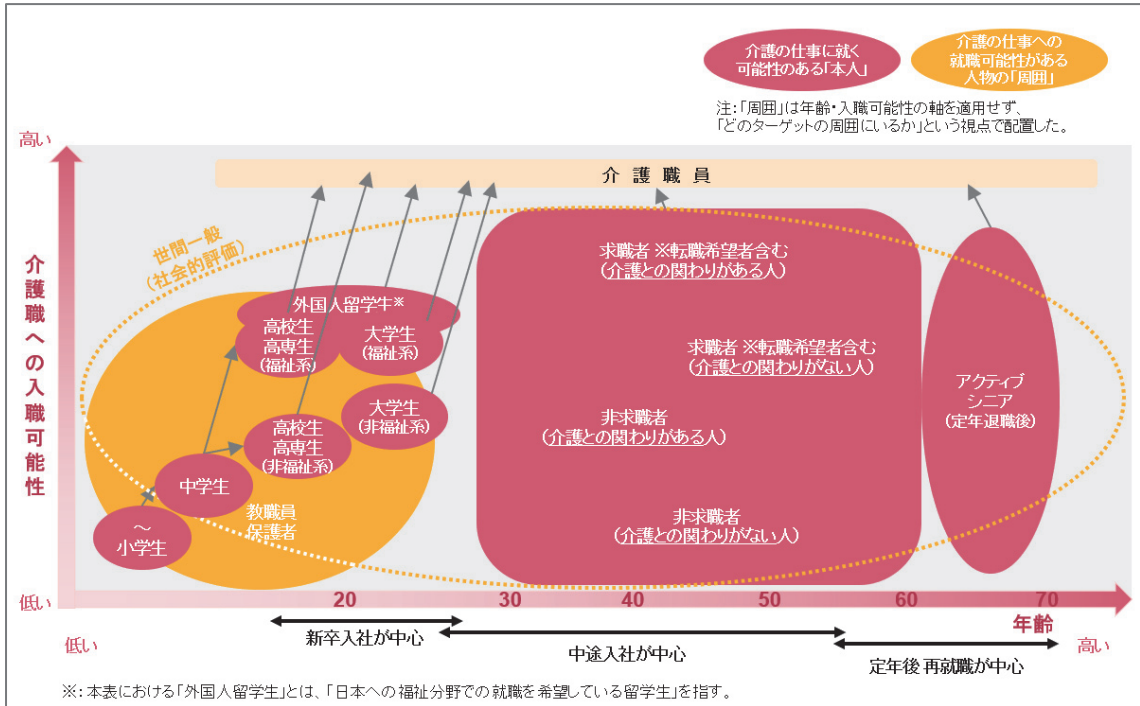 介護の仕事に就く
可能性のある「本人」
介護の仕事への
就職可能性がある
人物の「周囲」
注：「周囲」は年齢・入職可能性の軸を適用せず、
「どのターゲットの周囲にいるか」という視点で配置した。
高い
介護職員
世間一般
（社会的評価）
介護職への入職可能性
求職者 ※転職希望者含む
（介護との関わりがある人）
外国人留学生※
高校生
高専生
（福祉系）
大学生
（福祉系）
求職者 ※転職希望者含む
（介護との関わりがない人）
アクティブ
シニア
（定年退職後）
大学生
（非福祉系）
高校生
高専生
（非福祉系）
非求職者
（介護との関わりがある人）
中学生
教職員
保護者
～
小学生
非求職者
（介護との関わりがない人）
低い
20
30
40
50
60
70
年齢
低い
新卒入社が中心
中途入社が中心
定年後 再就職が中心
高い
※：本表における「外国人留学生」とは、「日本への福祉分野での就職を希望している留学生」を指す。